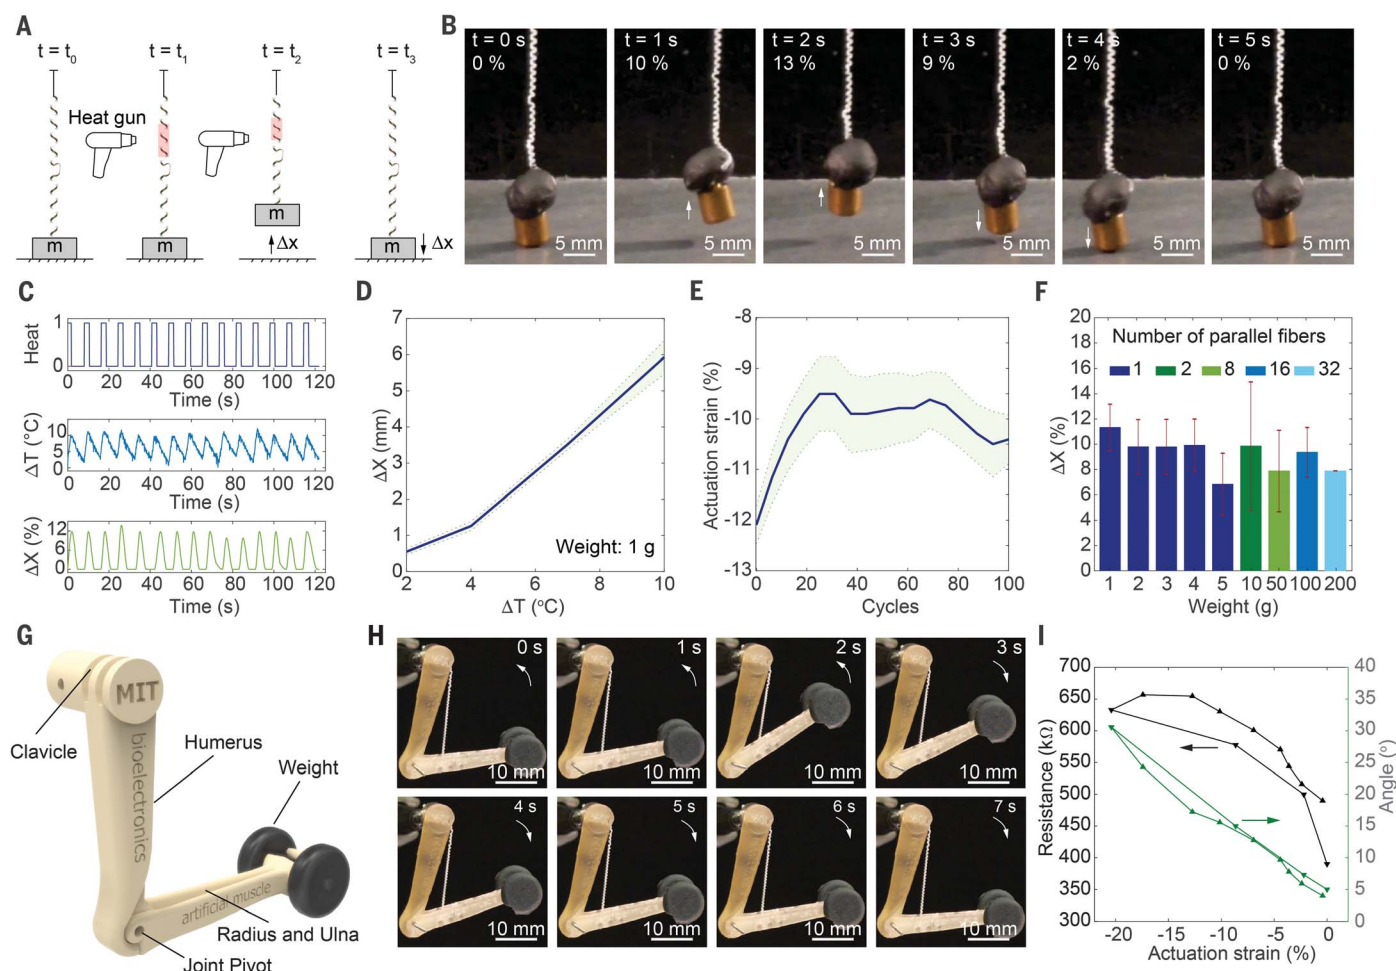 A
t = t0
t = t1
t = t2
t = t3
Heat gun
m
m
m
m
Δx
Δx
B
t = 0 s
0 %
5 mm
t = 1 s
10 %
5 mm
t = 2 s
13 %
5 mm
t = 3 s
9 %
5 mm
t = 4 s
2 %
5 mm
t = 5 s
0 %
5 mm
C
Heat
1
0
0 20 40 60 80 100 120
Time (s)
ΔT (°C)
10
5
0
0 20 40 60 80 100 120
Time (s)
ΔX (%)
12
6
0
0 20 40 60 80 100 120
Time (s)
D
ΔX (mm)
7
6
5
4
3
2
1
0
Weight: 1 g
2 4 6 8 10
ΔT (°C)
E
Actuation strain (%)
-8
-9
-10
-11
-12
-13
0 20 40 60 80 100
Cycles
F
ΔX (%)
20
18
16
14
12
10
8
6
4
2
0
Number of parallel fibers
1 2 8 16 32
1 2 3 4 5 10 50 100 200
Weight (g)
G
MIT
bioelectronics
artificial muscle
Clavicle
Humerus
Weight
Radius and Ulna
Joint Pivot
H
0 s
10 mm
1 s
10 mm
2 s
10 mm
3 s
10 mm
4 s
10 mm
5 s
10 mm
6 s
10 mm
7 s
10 mm
I
Resistance (kΩ)
700
650
600
550
500
450
400
350
300
40
35
30
25
20
15
10
5
0
Angle (°)
-20 -15 -10 -5 0
Actuation strain (%)